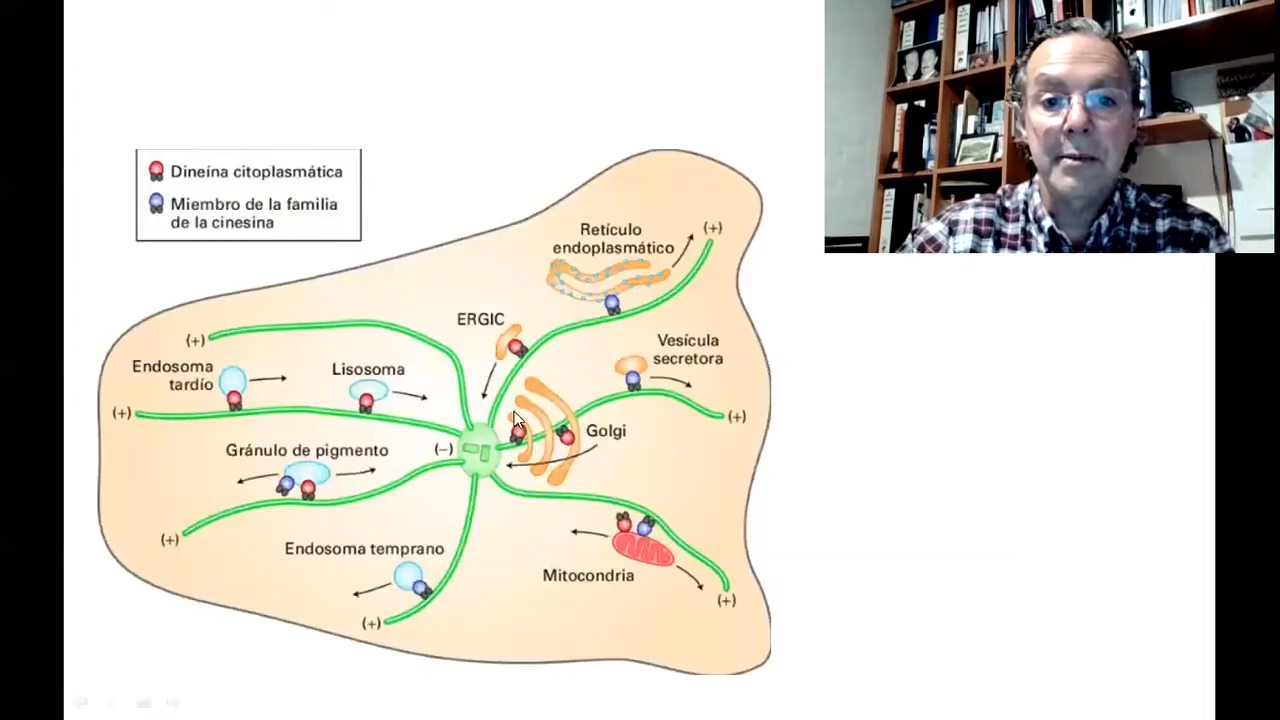 Dineína citoplasmática
Miembro de la familia
de la cinesina
Retículo
endoplasmático
(+)
ERGIC
(+)
Vesícula
secretora
Endosoma
tardío
Lisosoma
(+)
(+)
Golgi
Gránulo de pigmento
(−)
(+)
Endosoma temprano
Mitocondria
(+)
(+)